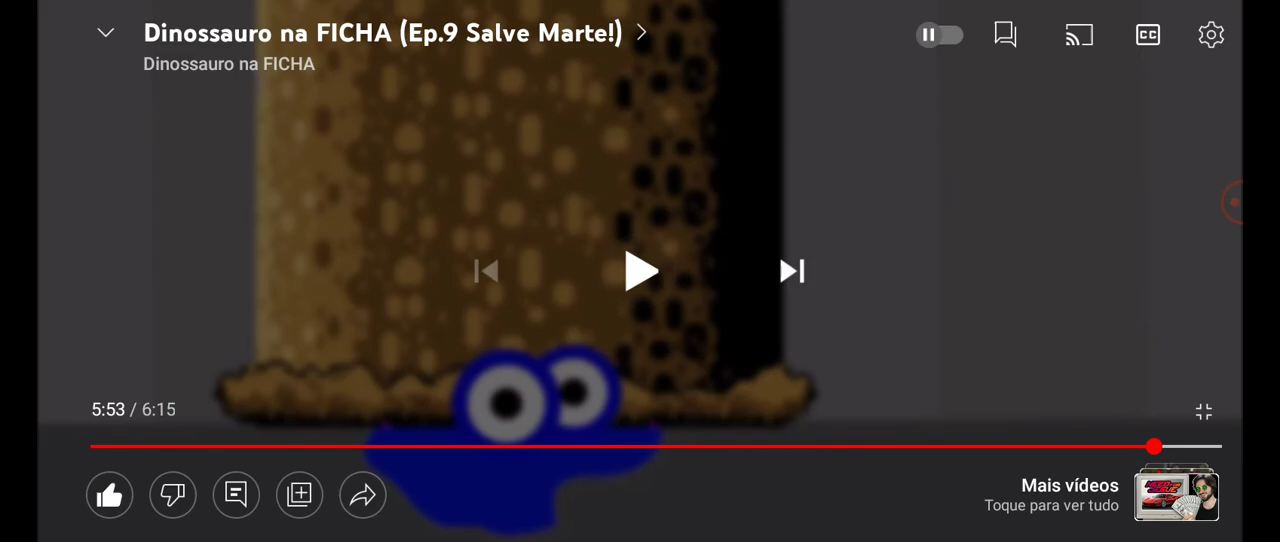 Dinossauro na FICHA (Ep.9 Salve Marte!)
Dinossauro na FICHA
CC
5:53 / 6:15
Mais vídeos
Toque para ver tudo